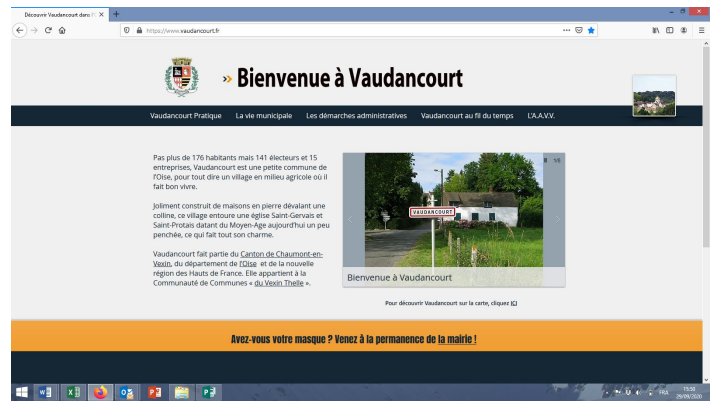 Découvrir Vaudancourt dans l'O
https://www.vaudancourt.fr
» Bienvenue à Vaudancourt
Vaudancourt Pratique La vie municipale Les démarches administratives Vaudancourt au fil du temps L'A.A.V.V.
Pas plus de 176 habitants mais 141 électeurs et 15
entreprises, Vaudancourt est une petite commune de
l'Oise, pour tout dire un village en milieu agricole où il
fait bon vivre.
Joliment construit de maisons en pierre dévalant une
colline, ce village entoure une église Saint-Gervais et
Saint-Protais datant du Moyen-Age aujourd'hui un peu
penchée, ce qui fait tout son charme.
Vaudancourt fait partie du Canton de Chaumont-en-
Vexin, du département de l'Oise et de la nouvelle
région des Hauts de France. Elle appartient à la
Communauté de Communes « du Vexin Thelle ».
1/6
VAUDANCOURT
Bienvenue à Vaudancourt
Pour découvrir Vaudancourt sur la carte, cliquez ICI
Avez-vous votre masque ? Venez à la permanence de la mairie !
FRA
15:50
29/09/2020